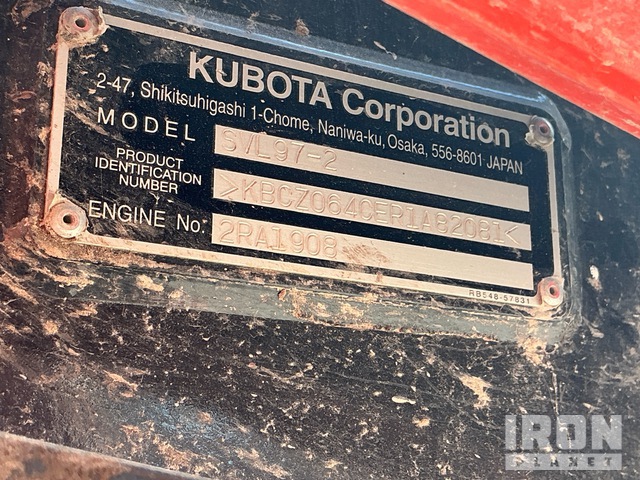 KUBOTA Corporation
2-47, Shikitsuhigashi 1-Chome, Naniwa-ku, Osaka, 556-8601 JAPAN
MODEL SVL97-2
PRODUCT
IDENTIFICATION
NUMBER >KBCZ064CEP1A82081<
ENGINE No. 2RA1908
RB548-57831
IRON
PLANET